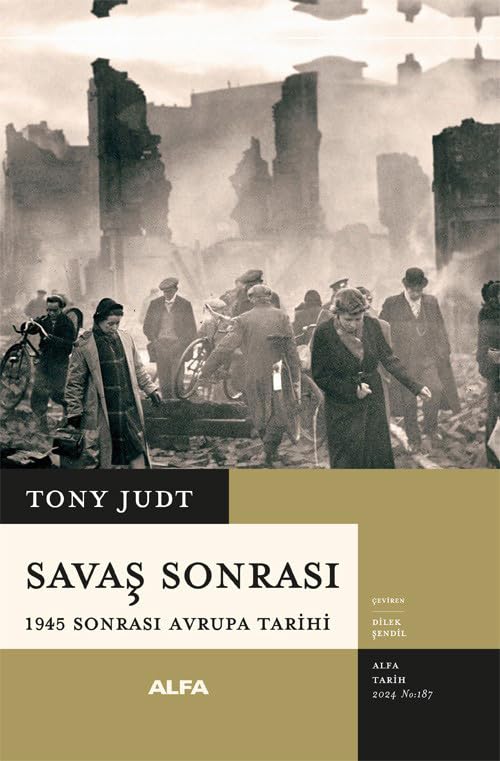 TONY JUDT
SAVAŞ SONRASI
1945 SONRASI AVRUPA TARİHİ
ÇEVİREN
DİLEK
ŞENDİL
ALFA
ALFA
TARİH
2024 No:187